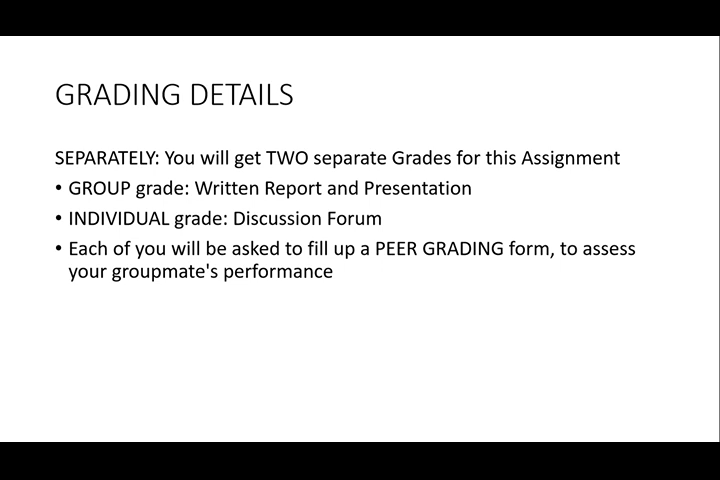 GRADING DETAILS
SEPARATELY: You will get TWO separate Grades for this Assignment
• GROUP grade: Written Report and Presentation
• INDIVIDUAL grade: Discussion Forum
• Each of you will be asked to fill up a PEER GRADING form, to assess
your groupmate's performance